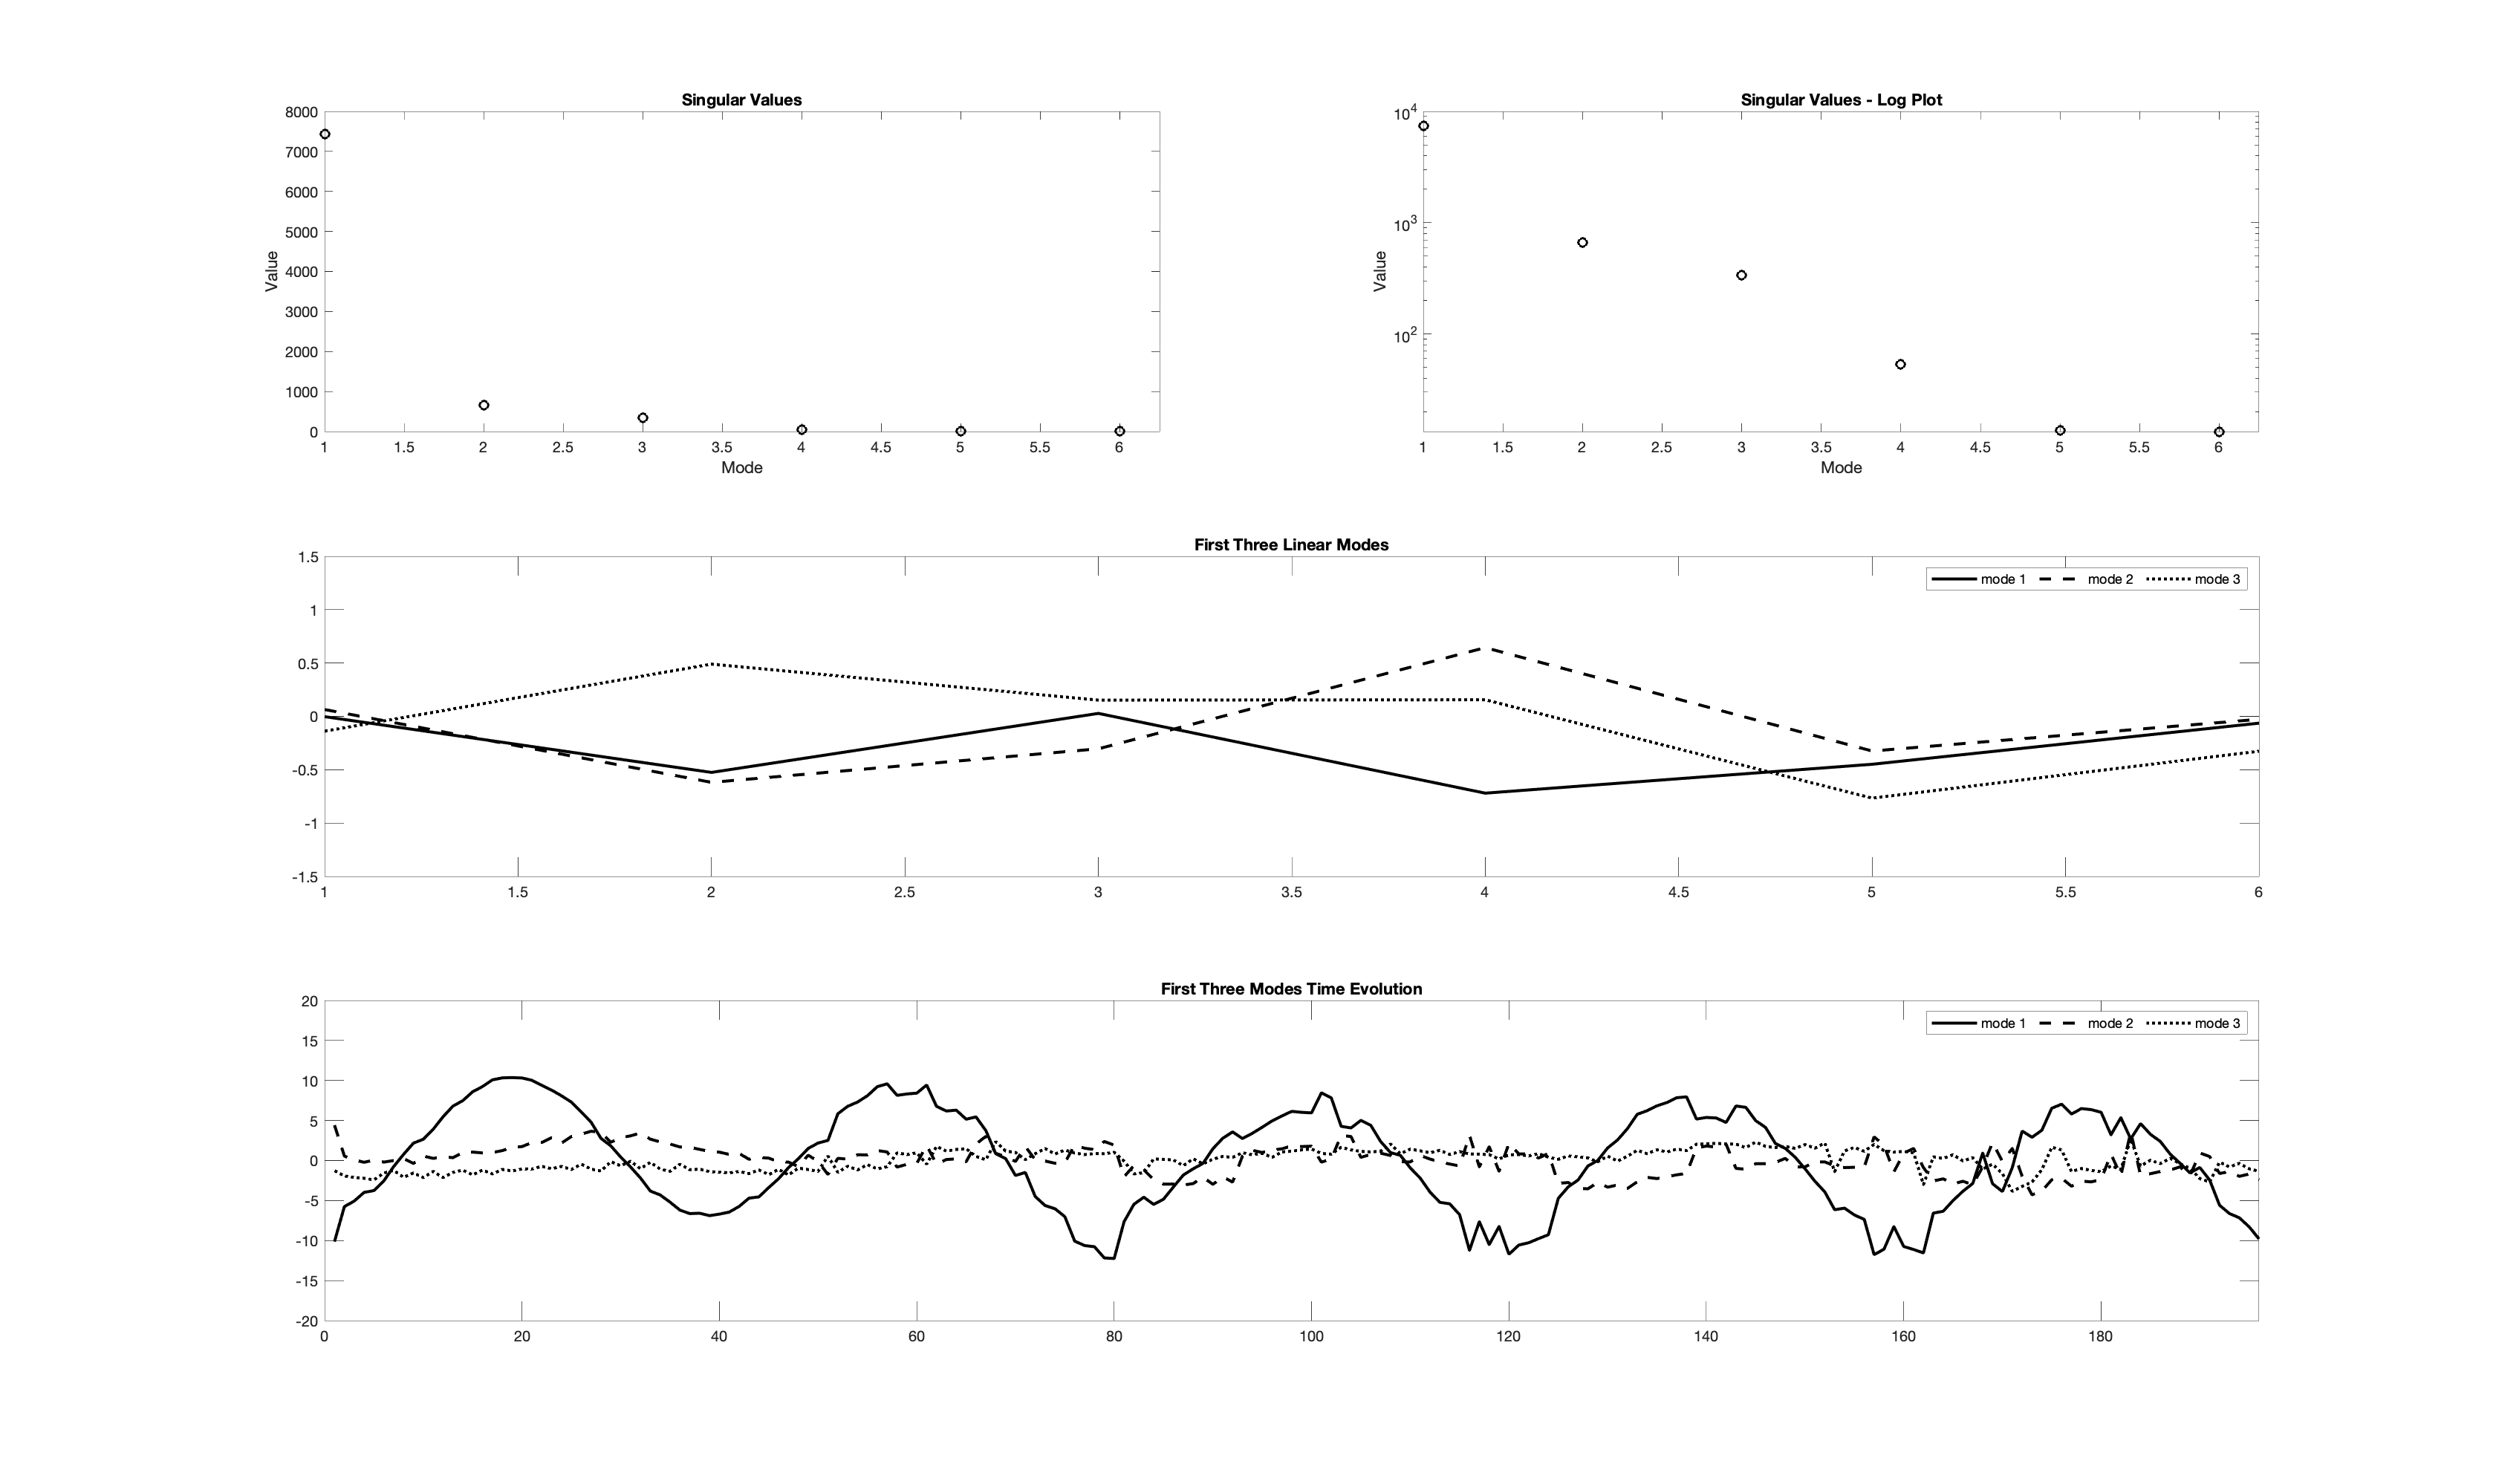 Singular Values
8000
7000
6000
5000
4000
3000
2000
1000
0
Value
1 1.5 2 2.5 3 3.5 4 4.5 5 5.5 6
Mode
Singular Values - Log Plot
10^4
10^3
10^2
Value
1 1.5 2 2.5 3 3.5 4 4.5 5 5.5 6
Mode
First Three Linear Modes
mode 1 mode 2 mode 3
1.5
1
0.5
0
-0.5
-1
-1.5
1 1.5 2 2.5 3 3.5 4 4.5 5 5.5 6
First Three Modes Time Evolution
mode 1 mode 2 mode 3
20
15
10
5
0
-5
-10
-15
-20
0 20 40 60 80 100 120 140 160 180